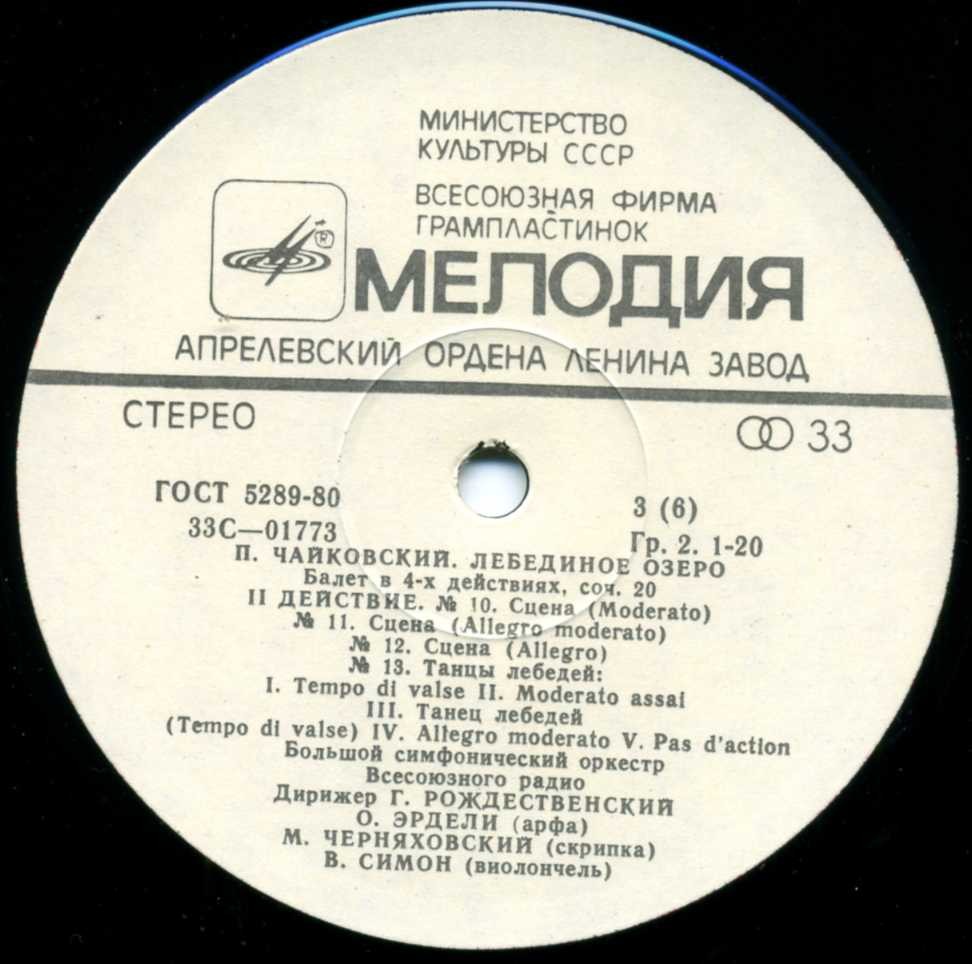 МИНИСТЕРСТВО
КУЛЬТУРЫ СССР
ВСЕСОЮЗНАЯ ФИРМА
ГРАМПЛАСТИНОК
МЕЛОДИЯ
АПРЕЛЕВСКИЙ ОРДЕНА ЛЕНИНА ЗАВОД
СТЕРЕО
33
ГОСТ 5289-80
3 (6)
33С—01773
Гр. 2. 1-20
П. ЧАЙКОВСКИЙ. ЛЕБЕДИНОЕ ОЗЕРО
Балет в 4-х действиях, соч. 20
II ДЕЙСТВИЕ. № 10. Сцена (Moderato)
№ 11. Сцена (Allegro moderato)
№ 12. Сцена (Allegro)
№ 13. Танцы лебедей:
I. Tempo di valse II. Moderato assai
III. Танец лебедей
(Tempo di valse) IV. Allegro moderato V. Pas d'action
Большой симфонический оркестр
Всесоюзного радио
Дирижер Г. РОЖДЕСТВЕНСКИЙ
О. ЭРДЕЛИ (арфа)
М. ЧЕРНЯХОВСКИЙ (скрипка)
В. СИМОН (виолончель)